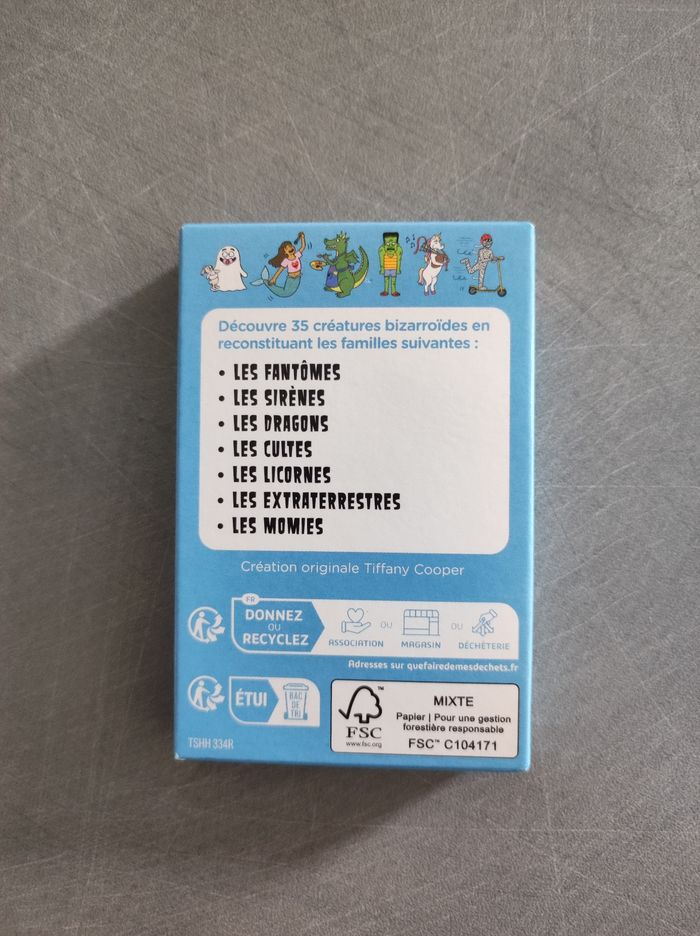 Découvre 35 créatures bizarroïdes en
reconstituant les familles suivantes :
• LES FANTÔMES
• LES SIRÈNES
• LES DRAGONS
• LES CULTES
• LES LICORNES
• LES EXTRATERRESTRES
• LES MOMIES
Création originale Tiffany Cooper
FR
DONNEZ
OU
RECYCLEZ
ASSOCIATION OU MAGASIN OU DÉCHÈTERIE
Adresses sur quefairedemesdechets.fr
ÉTUI
BAC
DE
TRI
TSHH 334R
FSC™
www.fsc.org
MIXTE
Papier | Pour une gestion
forestière responsable
FSC™ C104171